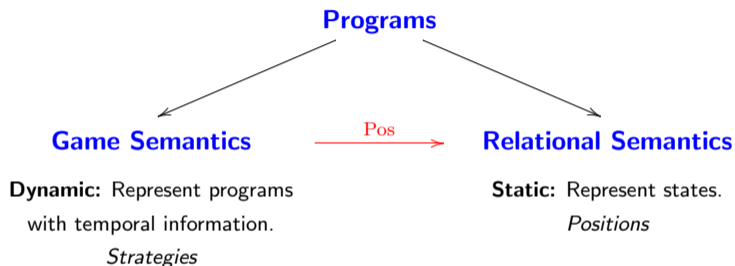 Programs
Pos
Game Semantics
Relational Semantics
Dynamic: Represent programs
with temporal information.
Strategies
Static: Represent states.
Positions